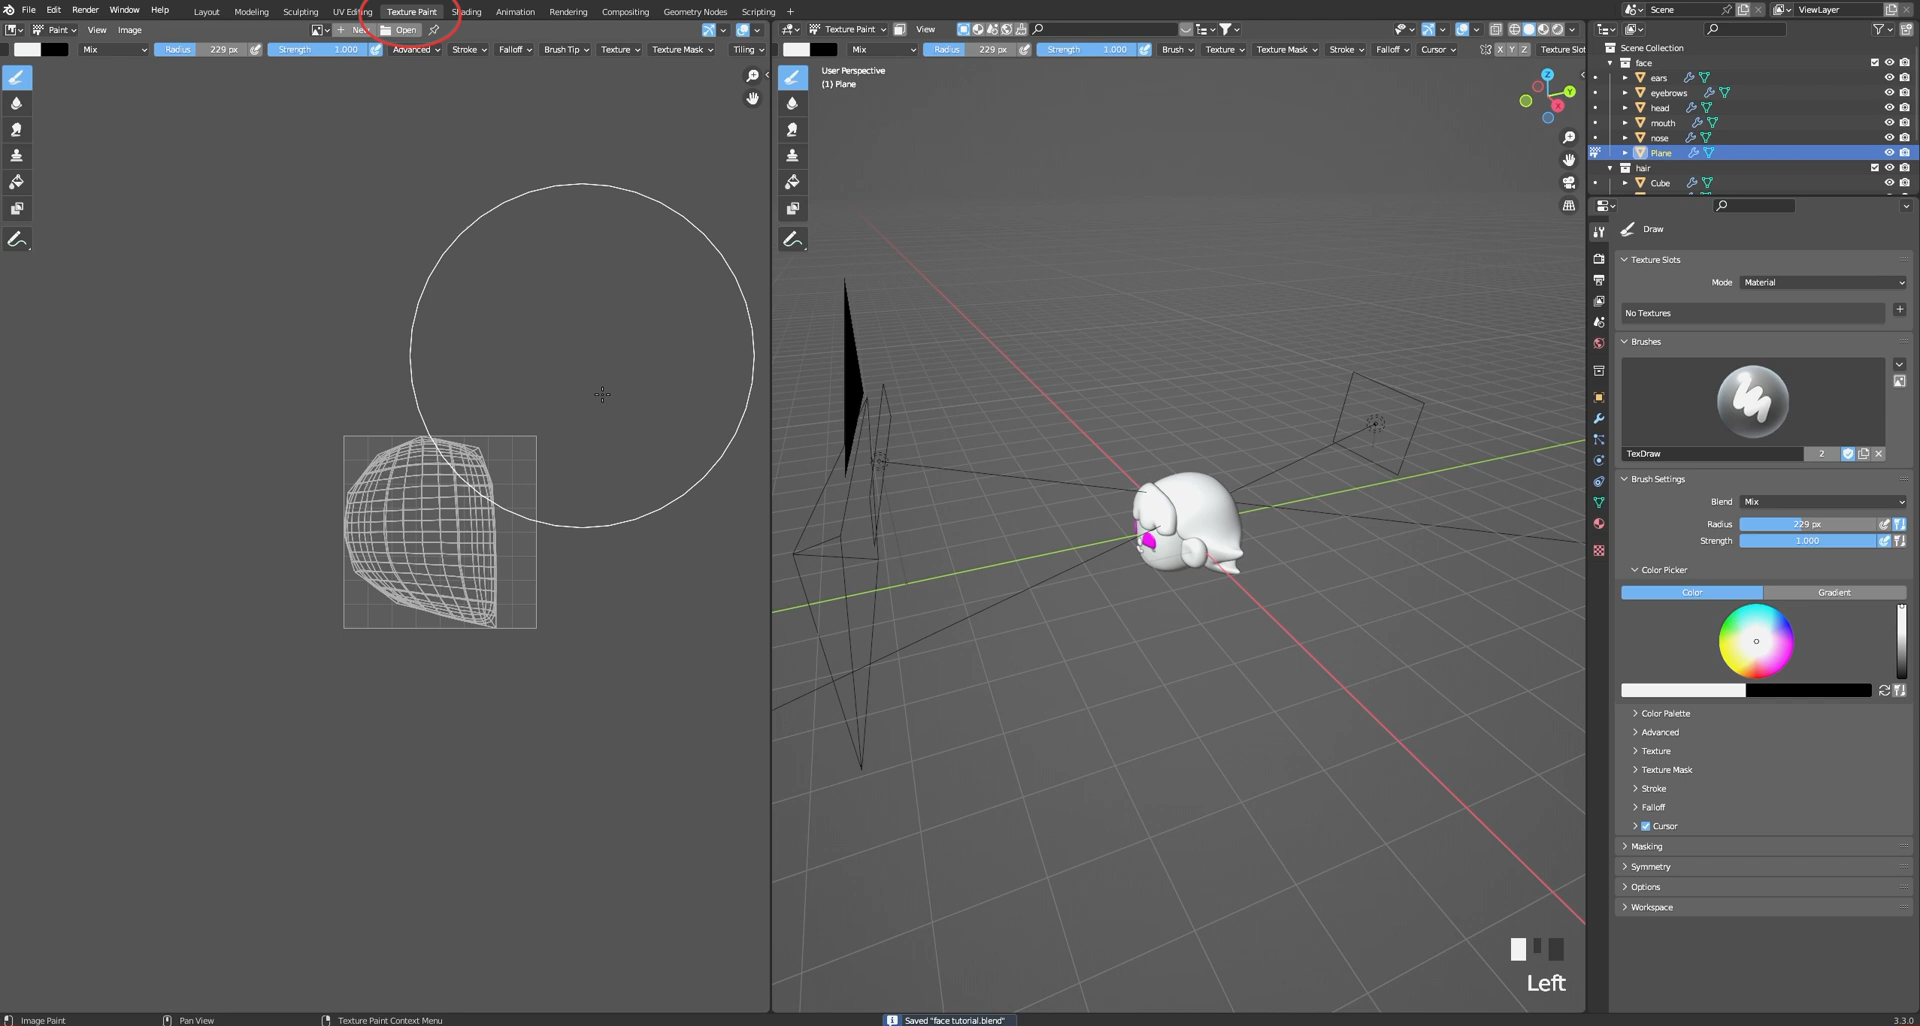 File Edit Render Window Help Layout Modeling Sculpting UV Editing Texture Paint Shading Animation Rendering Compositing Geometry Nodes Scripting + Scene ViewLayer
Paint View Image + New Open Texture Paint View
Mix Radius 229 px Strength 1.000 Advanced Stroke Falloff Brush Tip Texture Texture Mask Tiling Mix Radius 229 px Strength 1.000 Brush Texture Texture Mask Stroke Falloff Cursor X Y Z Texture Slot
User Perspective
(1) Plane
Z
Y
X
Scene Collection
face
ears
eyebrows
head
mouth
nose
Plane
hair
Cube
Draw
Texture Slots
Mode Material
No Textures
Brushes
TexDraw 2
Brush Settings
Blend Mix
Radius 229 px
Strength 1.000
Color Picker
Color Gradient
Color Palette
Advanced
Texture
Texture Mask
Stroke
Falloff
Cursor
Masking
Symmetry
Options
Workspace
Left
Image Paint Pan View Texture Paint Context Menu Saved "face tutorial.blend" 3.3.0